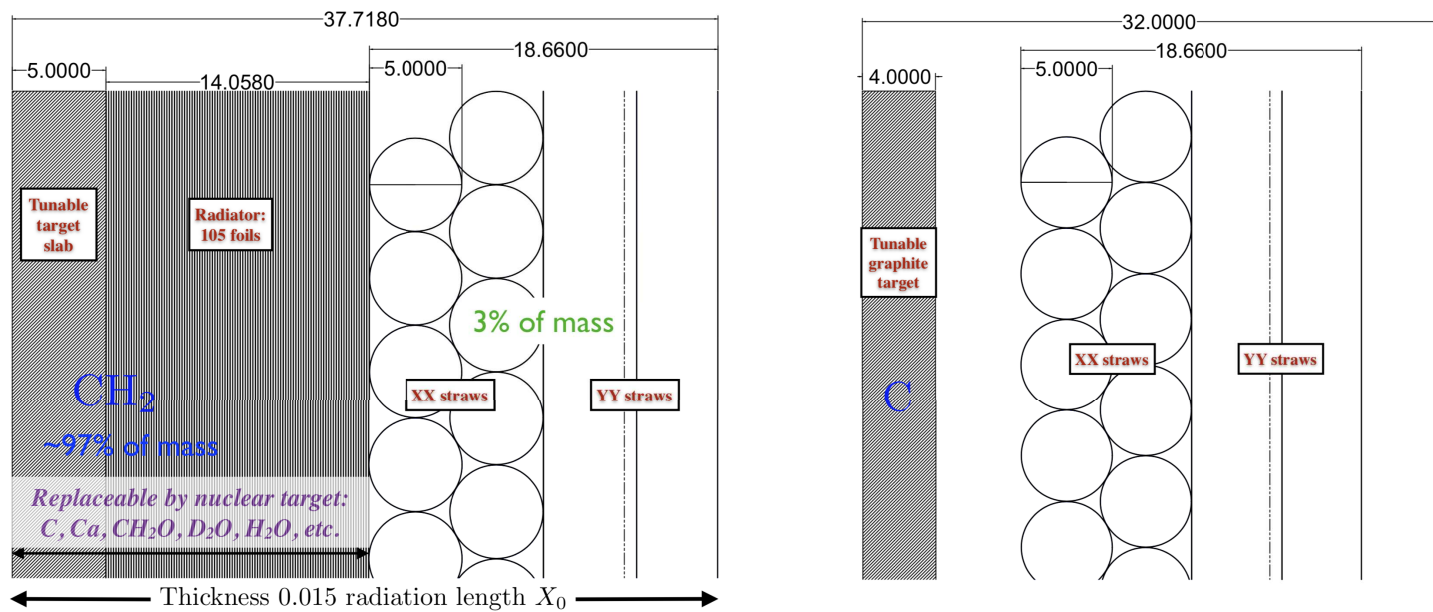 37.7180
18.6600
5.0000
14.0580
5.0000
Tunable
target
slab
Radiator:
105 foils
3% of mass
CH2
~97% of mass
XX straws
YY straws
Replaceable by nuclear target:
C, Ca, CH2O, D2O, H2O, etc.
Thickness 0.015 radiation length X0
32.0000
18.6600
4.0000
5.0000
Tunable
graphite
target
XX straws
YY straws
C